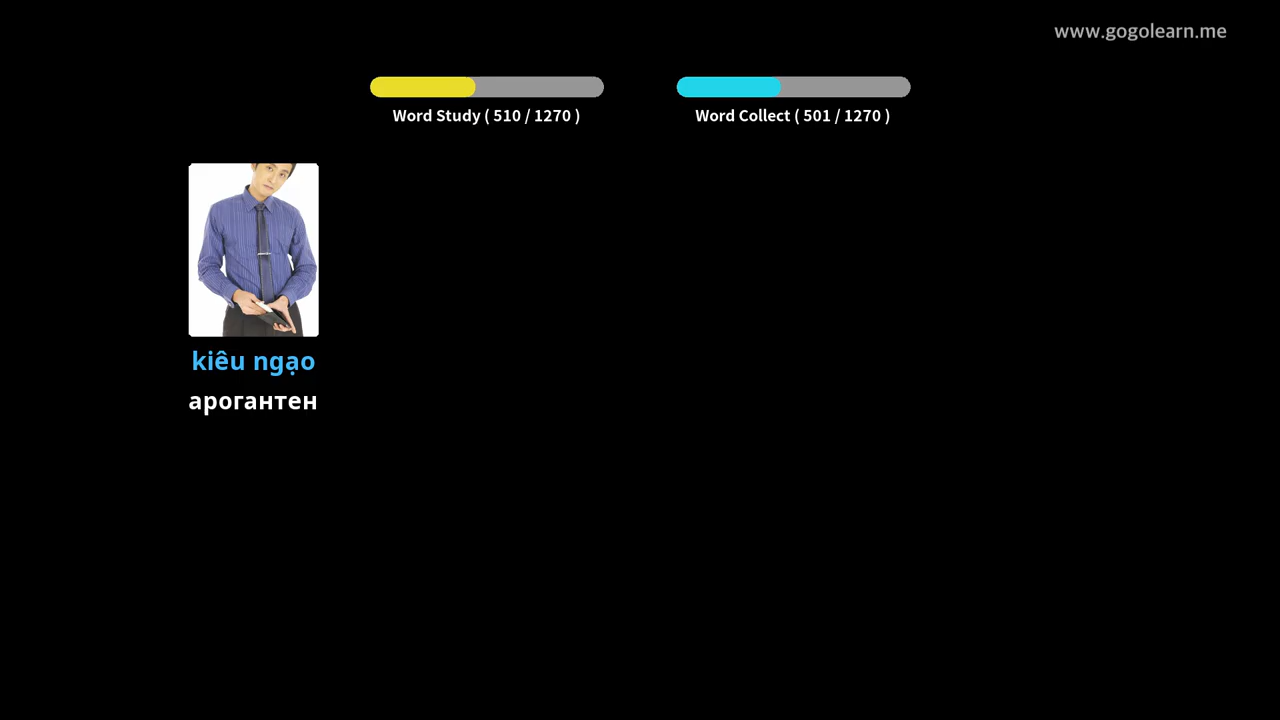 www.gogolearn.me
Word Study ( 510 / 1270 )
Word Collect ( 501 / 1270 )
kiêu ngạo
арогантен